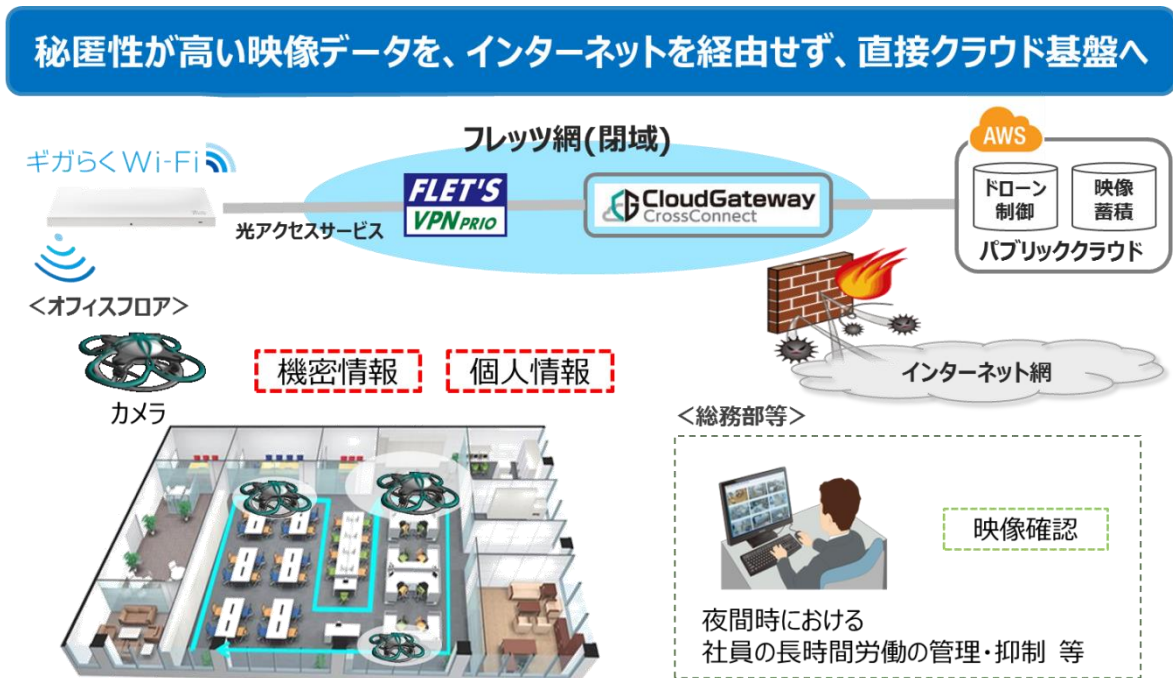 秘匿性が高い映像データを、インターネットを経由せず、直接クラウド基盤へ
フレッツ網(閉域)
AWS
ギガらくWi-Fi
FLET'S
VPN PRIO
CloudGateway
CrossConnect
ドローン
制御
映像
蓄積
パブリッククラウド
光アクセスサービス
<オフィスフロア>
機密情報
個人情報
カメラ
インターネット網
<総務部等>
映像確認
夜間時における
社員の長時間労働の管理・抑制 等